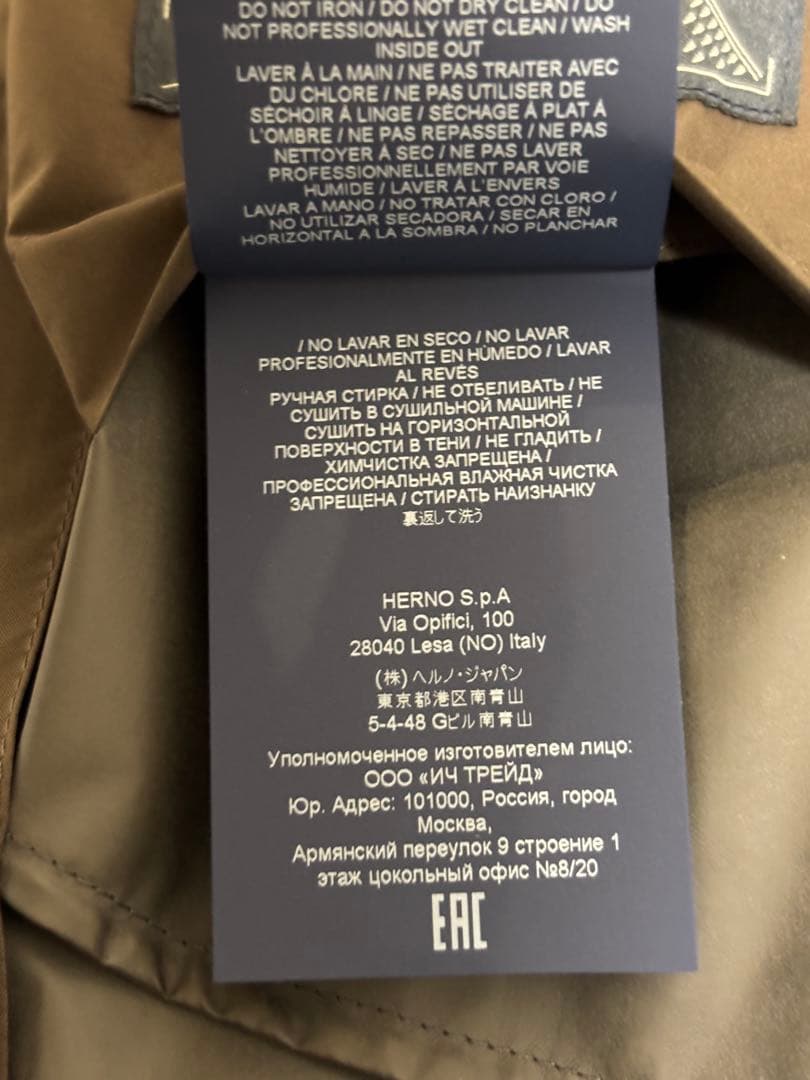 DO NOT IRON / DO NOT DRY CLEAN / DO
NOT PROFESSIONALLY WET CLEAN / WASH
INSIDE OUT
LAVER À LA MAIN / NE PAS TRAITER AVEC
DU CHLORE / NE PAS UTILISER DE
SÉCHOIR À LINGE / SÉCHAGE À PLAT À
L'OMBRE / NE PAS REPASSER / NE PAS
NETTOYER À SEC / NE PAS LAVER
PROFESSIONNELLEMENT PAR VOIE
HUMIDE / LAVER À L'ENVERS
LAVAR A MANO / NO TRATAR CON CLORO /
NO UTILIZAR SECADORA / SECAR EN
HORIZONTAL A LA SOMBRA / NO PLANCHAR
/ NO LAVAR EN SECO / NO LAVAR
PROFESIONALMENTE EN HÚMEDO / LAVAR
AL REVÉS
РУЧНАЯ СТИРКА / НЕ ОТБЕЛИВАТЬ / НЕ
СУШИТЬ В СУШИЛЬНОЙ МАШИНЕ /
СУШИТЬ НА ГОРИЗОНТАЛЬНОЙ
ПОВЕРХНОСТИ В ТЕНИ / НЕ ГЛАДИТЬ /
ХИМЧИСТКА ЗАПРЕЩЕНА /
ПРОФЕССИОНАЛЬНАЯ ВЛАЖНАЯ ЧИСТКА
ЗАПРЕЩЕНА / СТИРАТЬ НАИЗНАНКУ
裏返して洗う
HERNO S.p.A
Via Opifici, 100
28040 Lesa (NO) Italy
(株) ヘルノ・ジャパン
東京都港区南青山
5-4-48 Gビル南青山
Уполномоченное изготовителем лицо:
ООО «ИЧ ТРЕЙД»
Юр. Адрес: 101000, Россия, город
Москва,
Армянский переулок 9 строение 1
этаж цокольный офис №8/20
EAC